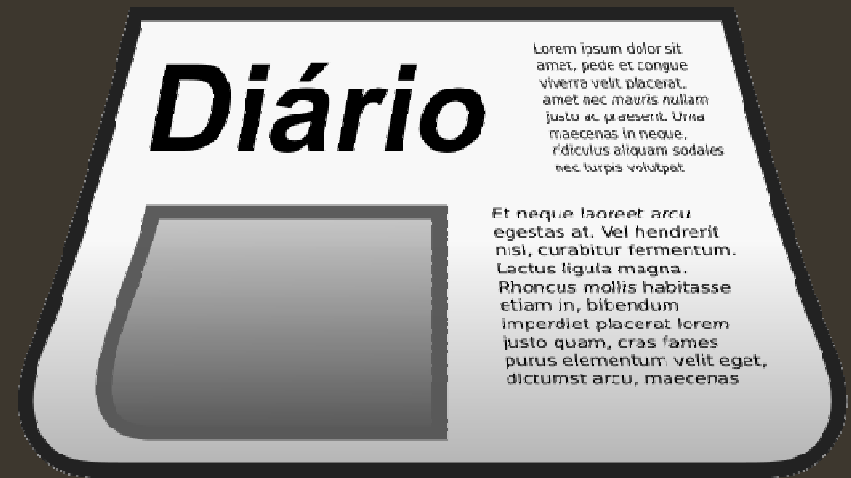 Diário
Lorem ipsum dolor sit
amet, pede et congue
viverra velit placerat,
amet nec mauris nullam
justo ac praesent. Urna
maecenas in neque,
ridiculus aliquam sodales
nec turpis volutpat
Et neque laoreet arcu
egestas at. Vel hendrerit
nisl, curabitur fermentum.
Lactus ligula magna.
Rhoncus mollis habitasse
etiam in, bibendum
imperdiet placerat lorem
justo quam, cras fames
purus elementum velit eget,
dictumst arcu, maecenas